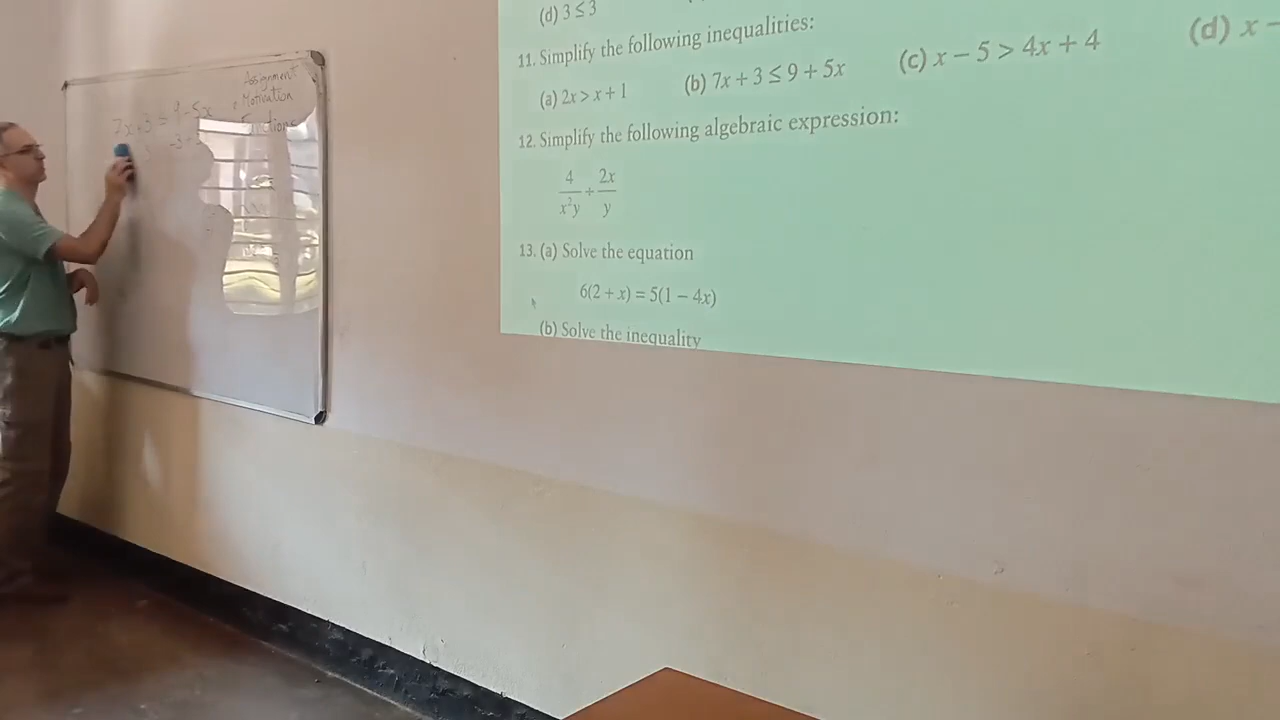 Assignment
• Motivation
Functions
7x+3 ≤ 9-5x
-3
(d) 3 ≤ 3
11. Simplify the following inequalities:
(a) 2x > x + 1 (b) 7x + 3 ≤ 9 + 5x (c) x − 5 > 4x + 4 (d) x −
12. Simplify the following algebraic expression:
4/x²y ÷ 2x/y
13. (a) Solve the equation
6(2 + x) = 5(1 − 4x)
(b) Solve the inequality